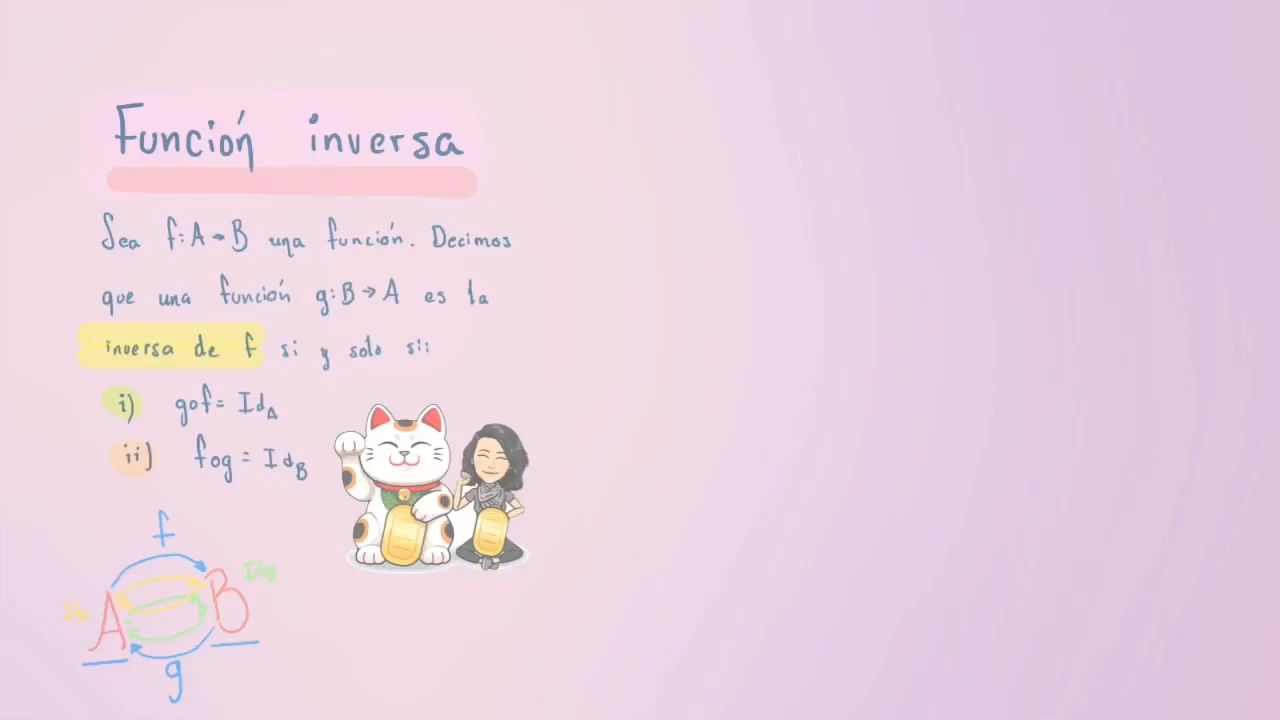 Función inversa
Sea f: A → B una función. Decimos
que una función g: B → A es la
inversa de f si y solo si:
i) g∘f = Id_A
ii) f∘g = Id_B
f
Id_B
A B
g